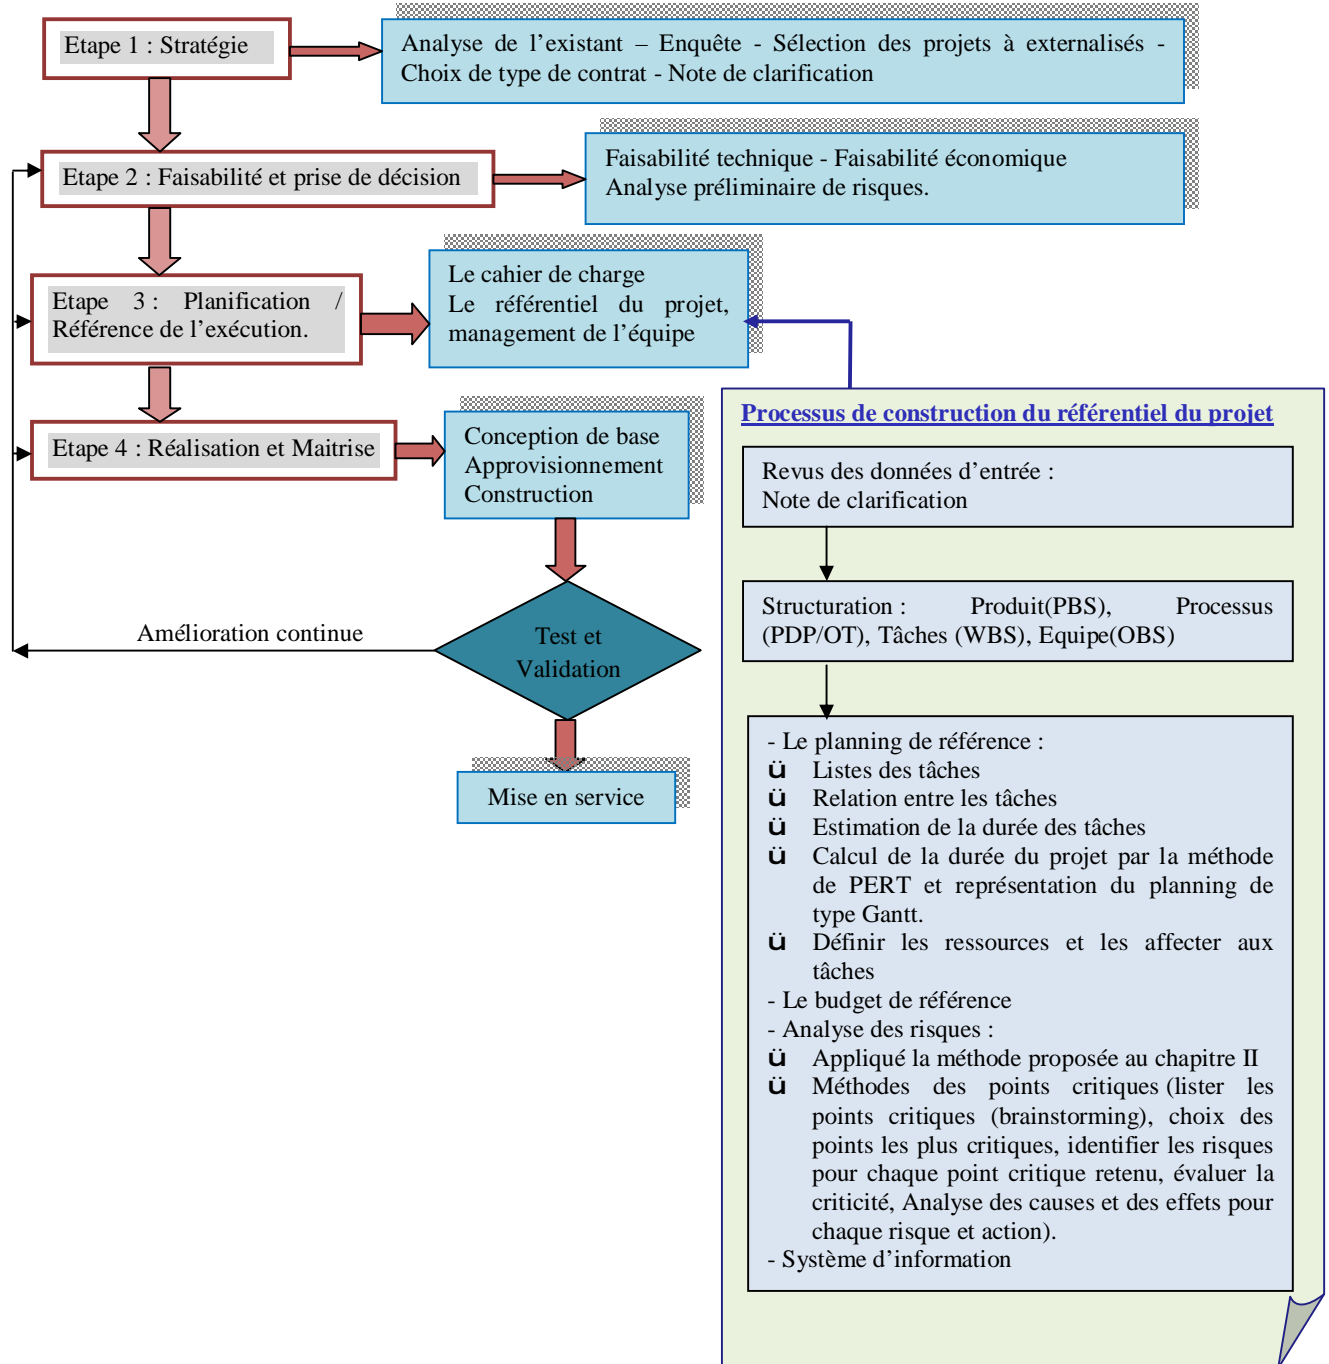 Etape 1 : Stratégie
Analyse de l'existant – Enquête - Sélection des projets à externalisés -
Choix de type de contrat - Note de clarification
Etape 2 : Faisabilité et prise de décision
Faisabilité technique - Faisabilité économique
Analyse préliminaire de risques.
Etape 3 : Planification /
Référence de l'exécution.
Le cahier de charge
Le référentiel du projet,
management de l'équipe
Etape 4 : Réalisation et Maitrise
Conception de base
Approvisionnement
Construction
Amélioration continue
Test et
Validation
Mise en service
Processus de construction du référentiel du projet
Revus des données d'entrée :
Note de clarification
Structuration : Produit(PBS), Processus
(PDP/OT), Tâches (WBS), Equipe(OBS)
- Le planning de référence :
ü Listes des tâches
ü Relation entre les tâches
ü Estimation de la durée des tâches
ü Calcul de la durée du projet par la méthode
de PERT et représentation du planning de
type Gantt.
ü Définir les ressources et les affecter aux
tâches
- Le budget de référence
- Analyse des risques :
ü Appliqué la méthode proposée au chapitre II
ü Méthodes des points critiques (lister les
points critiques (brainstorming), choix des
points les plus critiques, identifier les risques
pour chaque point critique retenu, évaluer la
criticité, Analyse des causes et des effets pour
chaque risque et action).
- Système d'information